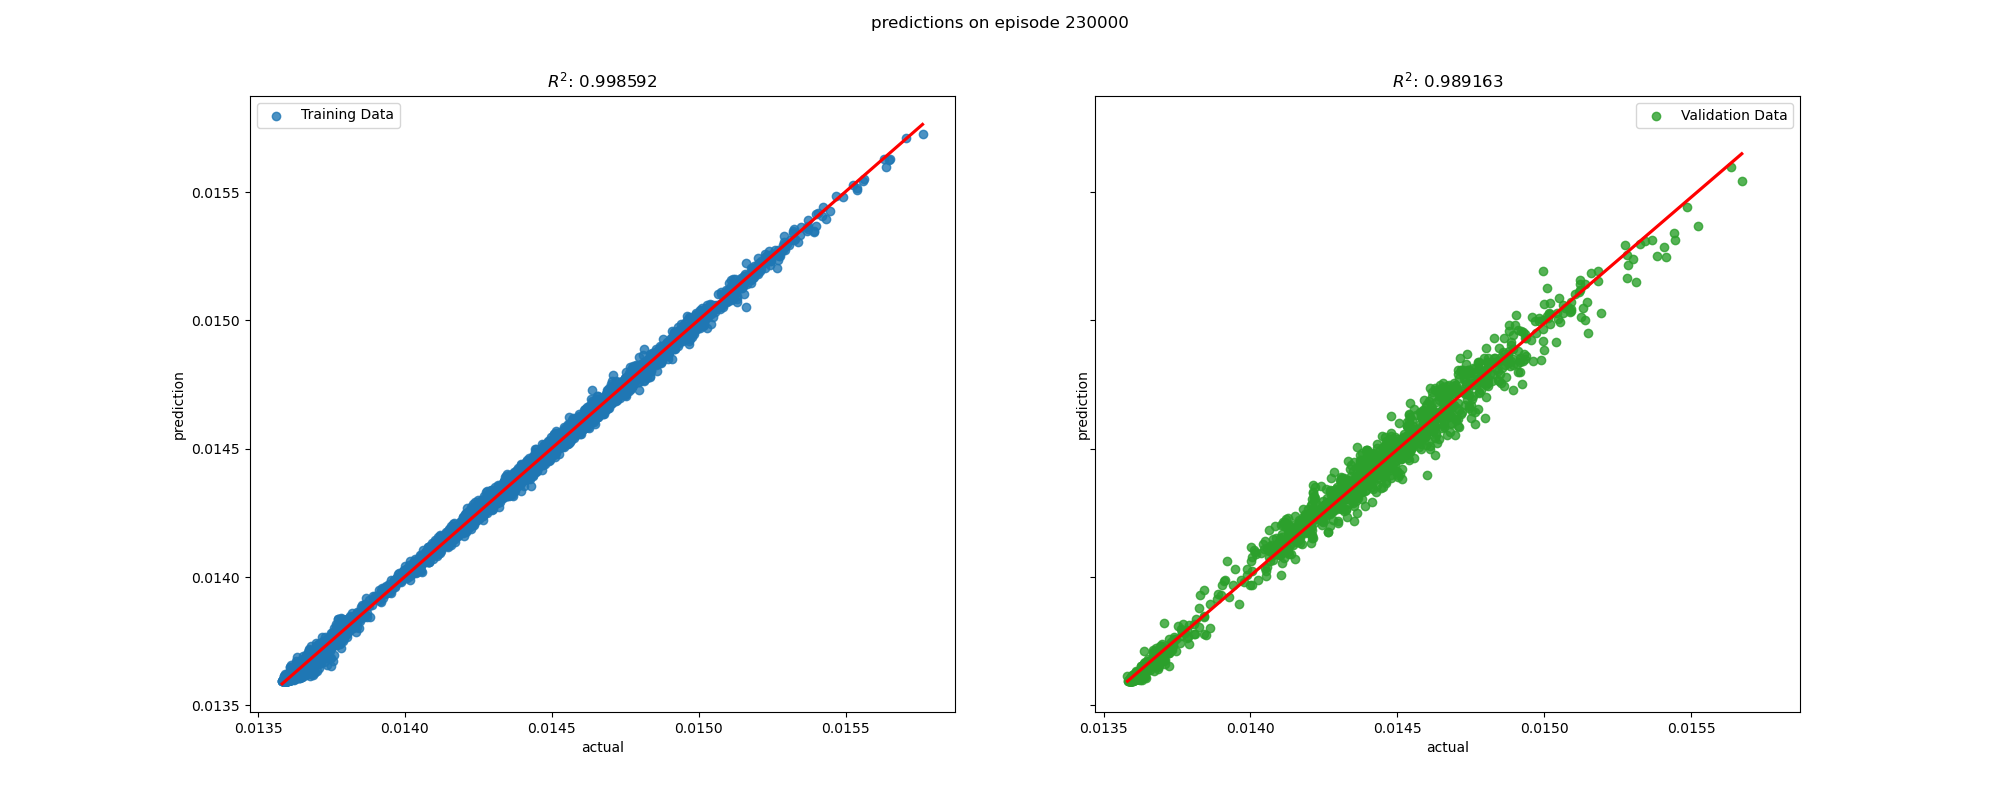 predictions on episode 230000
R²: 0.998592
Training Data
prediction
0.0155
0.0150
0.0145
0.0140
0.0135
0.0135 0.0140 0.0145 0.0150 0.0155
actual
R²: 0.989163
Validation Data
prediction
0.0135 0.0140 0.0145 0.0150 0.0155
actual